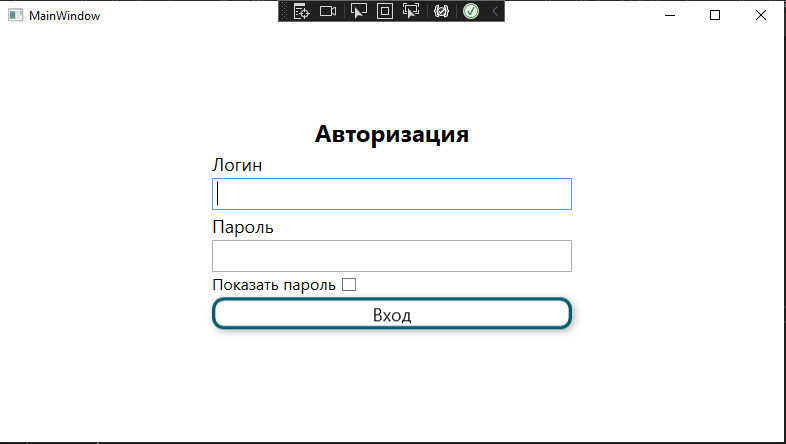 MainWindow
Авторизация
Логин
Пароль
Показать пароль
Вход